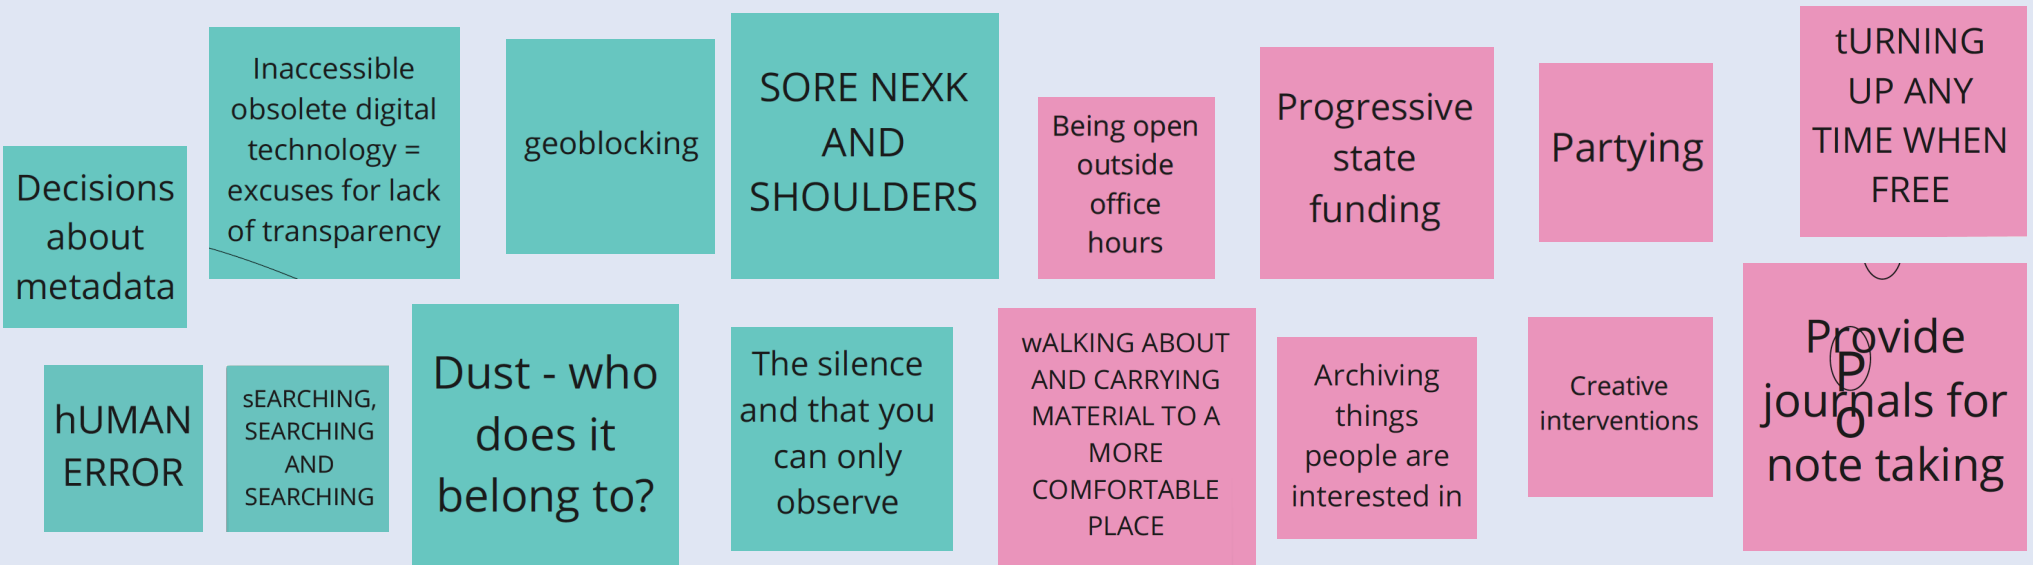 Decisions
about
metadata
Inaccessible
obsolete digital
technology =
excuses for lack
of transparency
geoblocking
SORE NEXK
AND
SHOULDERS
Being open
outside
office
hours
Progressive
state
funding
Partying
tURNING
UP ANY
TIME WHEN
FREE
hUMAN
ERROR
sEARCHING,
SEARCHING
AND
SEARCHING
Dust - who
does it
belong to?
The silence
and that you
can only
observe
wALKING ABOUT
AND CARRYING
MATERIAL TO A
MORE
COMFORTABLE
PLACE
Archiving
things
people are
interested in
Creative
interventions
Provide
journals for
note taking
P
o